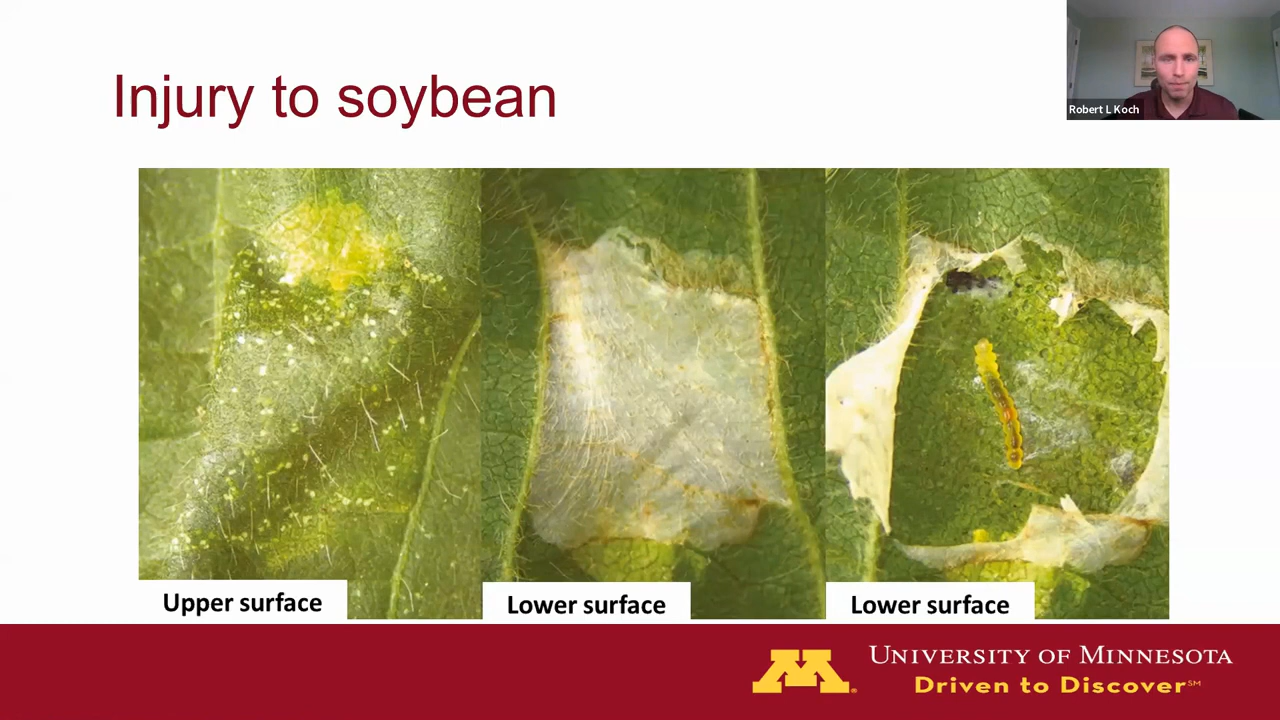 Injury to soybean
Robert L Koch
Upper surface
Lower surface
Lower surface
UNIVERSITY OF MINNESOTA
Driven to Discover℠